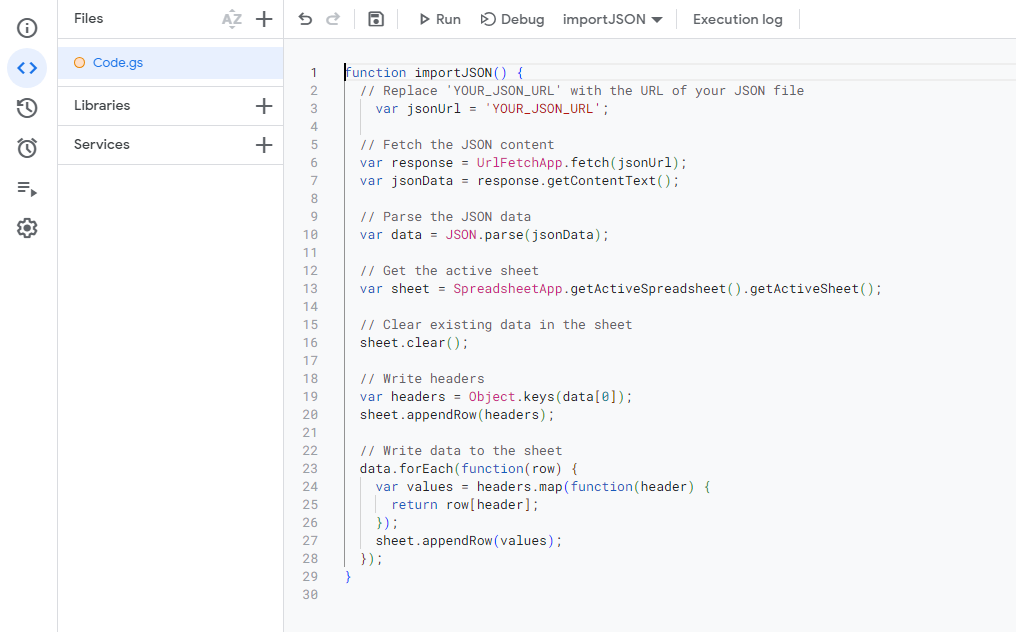 Files
AZ
Run
Debug
importJSON
Execution log
Code.gs
Libraries
Services
1 function importJSON() {
2 // Replace 'YOUR_JSON_URL' with the URL of your JSON file
3 var jsonUrl = 'YOUR_JSON_URL';
4
5 // Fetch the JSON content
6 var response = UrlFetchApp.fetch(jsonUrl);
7 var jsonData = response.getContentText();
8
9 // Parse the JSON data
10 var data = JSON.parse(jsonData);
11
12 // Get the active sheet
13 var sheet = SpreadsheetApp.getActiveSpreadsheet().getActiveSheet();
14
15 // Clear existing data in the sheet
16 sheet.clear();
17
18 // Write headers
19 var headers = Object.keys(data[0]);
20 sheet.appendRow(headers);
21
22 // Write data to the sheet
23 data.forEach(function(row) {
24 var values = headers.map(function(header) {
25 return row[header];
26 });
27 sheet.appendRow(values);
28 });
29 }
30